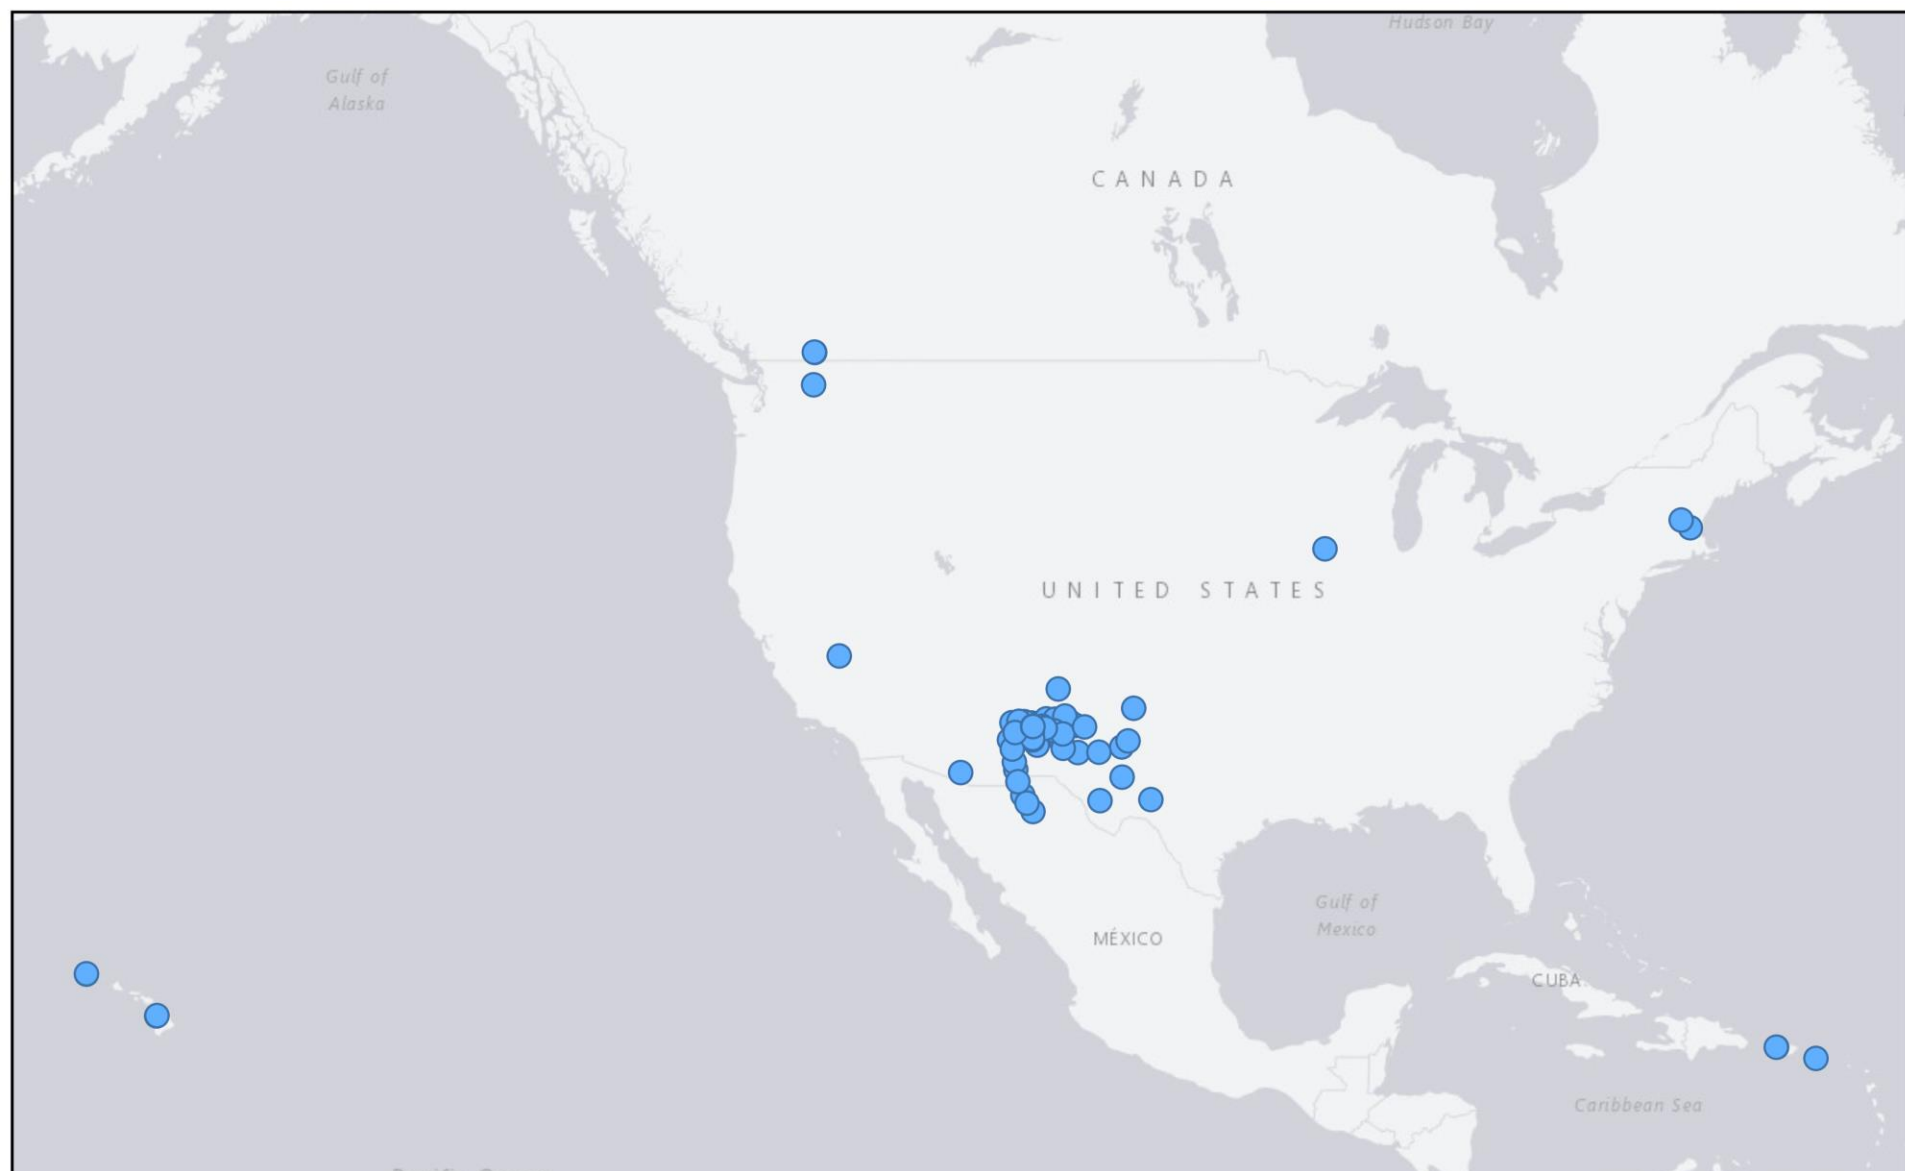 Hudson Bay
Gulf of
Alaska
CANADA
UNITED STATES
Gulf of
Mexico
MÉXICO
CUBA
Caribbean Sea